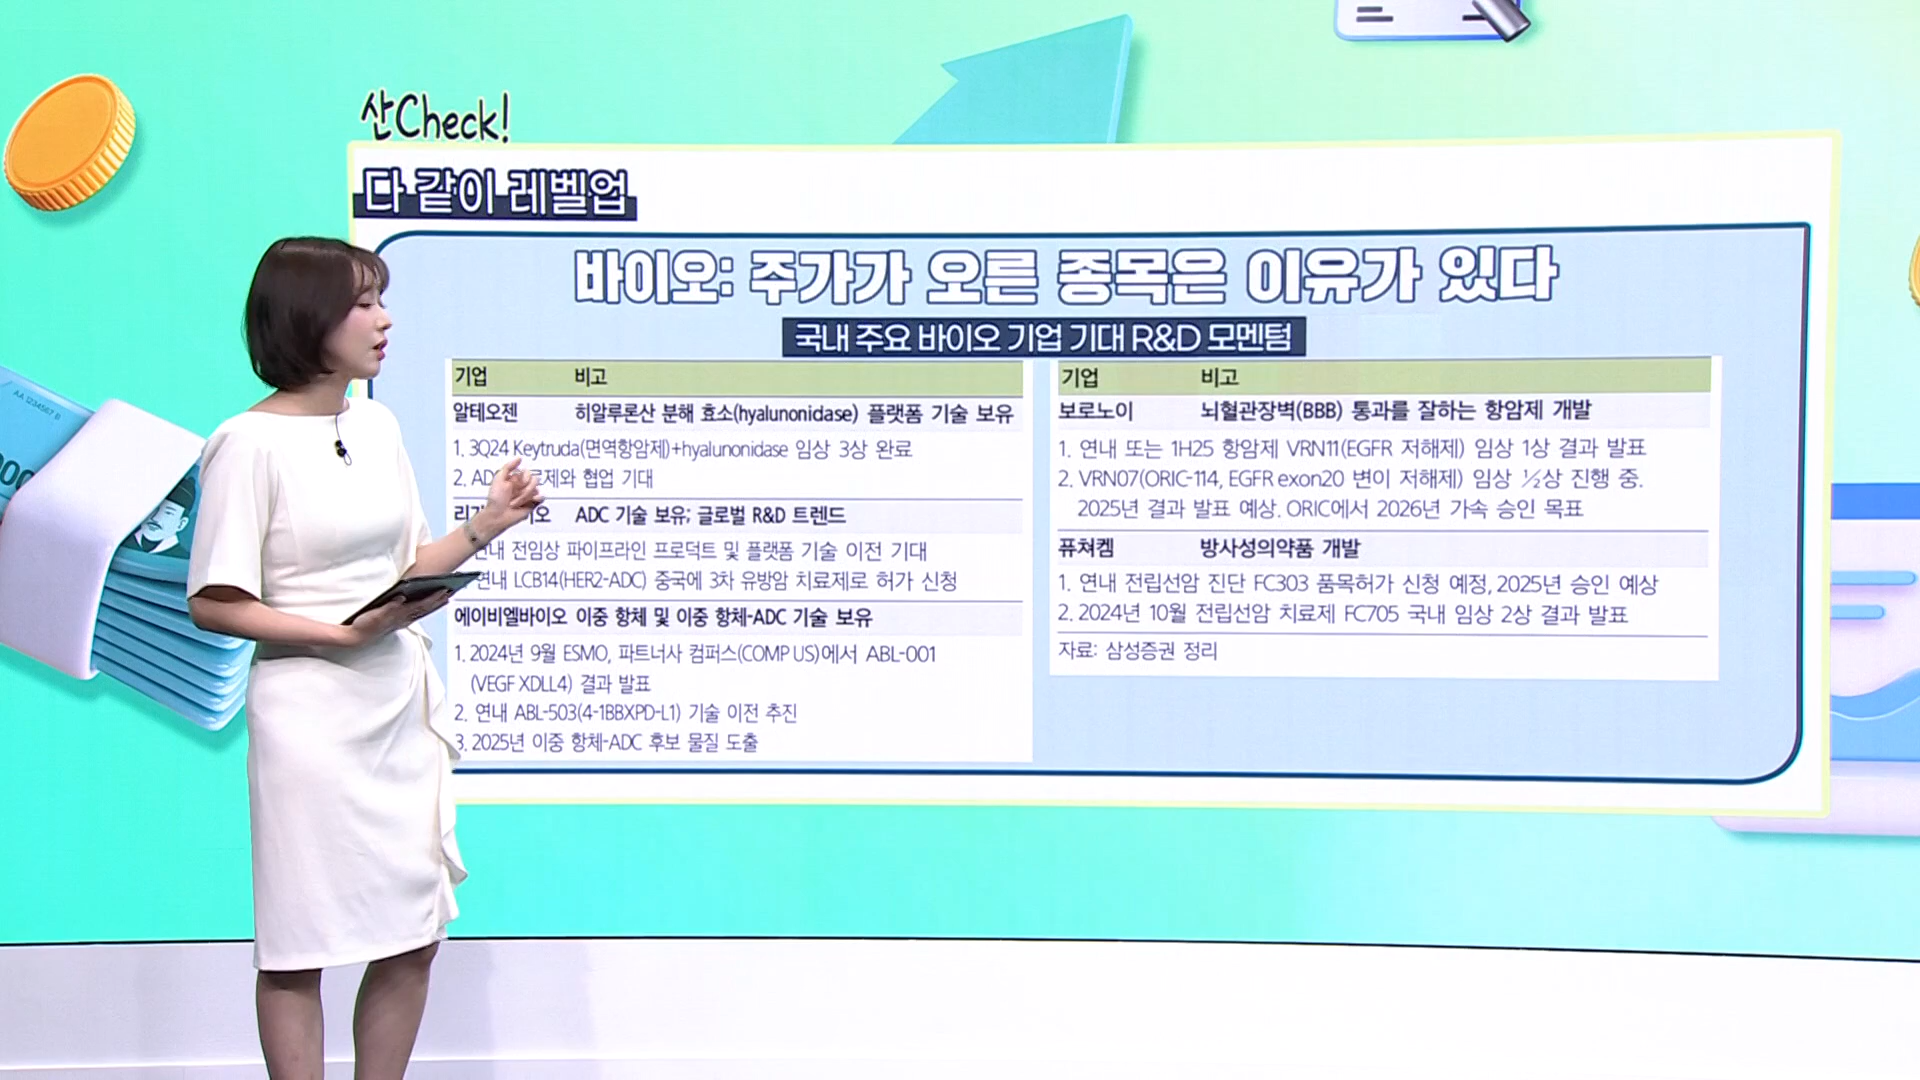 산Check!
다 같이 레벨업
바이오: 주가가 오른 종목은 이유가 있다
국내 주요 바이오 기업 기대 R&D 모멘텀
기업 비고
알테오젠 히알루론산 분해 효소(hyalunonidase) 플랫폼 기술 보유
1. 3Q24 Keytruda(면역항암제)+hyalunonidase 임상 3상 완료
2. 협업 기대
ADC 기술 보유; 글로벌 R&D 트렌드
연내 전임상 파이프라인 프로덕트 및 플랫폼 기술 이전 기대
연내 LCB14(HER2-ADC) 중국에 3차 유방암 치료제로 허가 신청
에이비엘바이오 이중 항체 및 이중 항체-ADC 기술 보유
1. 2024년 9월 ESMO, 파트너사 컴퍼스(COMP US)에서 ABL-001
(VEGF XDLL4) 결과 발표
2. 연내 ABL-503(4-1BBXPD-L1) 기술 이전 추진
3. 2025년 이중 항체-ADC 후보 물질 도출
기업 비고
보로노이 뇌혈관장벽(BBB) 통과를 잘하는 항암제 개발
1. 연내 또는 1H25 항암제 VRN11(EGFR 저해제) 임상 1상 결과 발표
2. VRN07(ORIC-114, EGFR exon20 변이 저해제) 임상 ½상 진행 중.
2025년 결과 발표 예상. ORIC에서 2026년 가속 승인 목표
퓨쳐켐 방사성의약품 개발
1. 연내 전립선암 진단 FC303 품목허가 신청 예정, 2025년 승인 예상
2. 2024년 10월 전립선암 치료제 FC705 국내 임상 2상 결과 발표
자료: 삼성증권 정리
AA 1234567 B